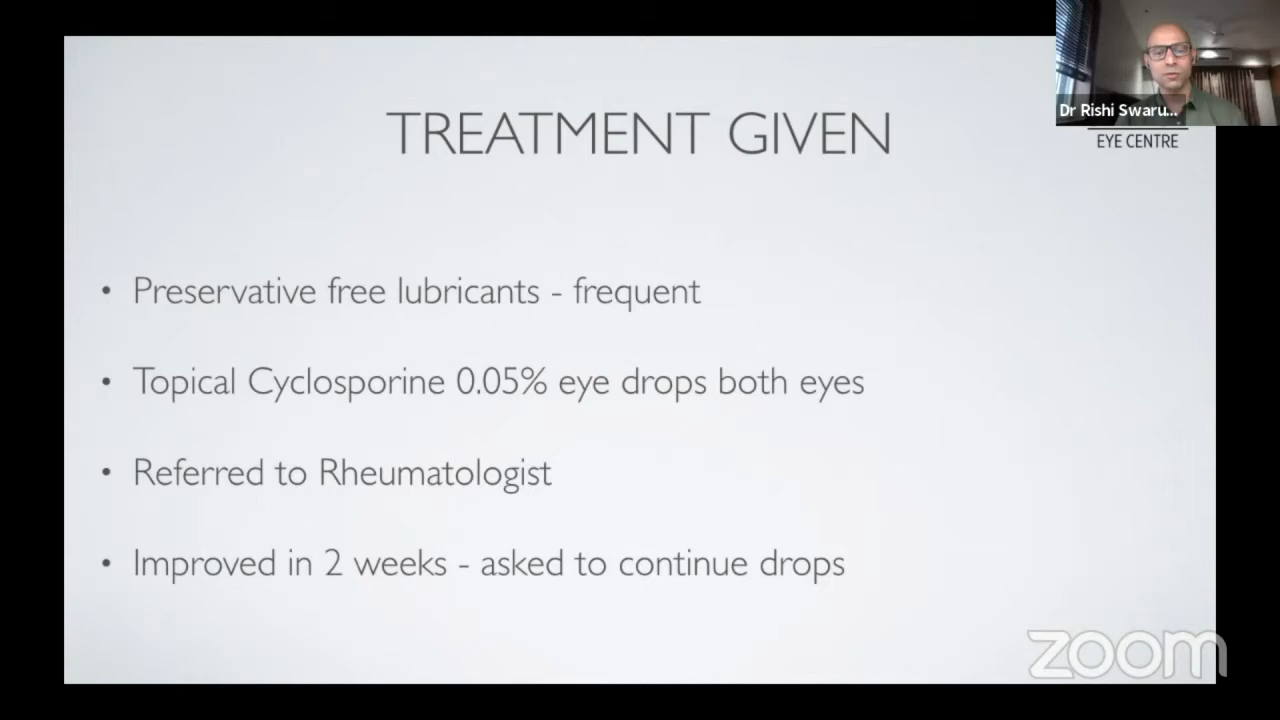 Dr Rishi Swaru...
EYE CENTRE
TREATMENT GIVEN
• Preservative free lubricants - frequent
• Topical Cyclosporine 0.05% eye drops both eyes
• Referred to Rheumatologist
• Improved in 2 weeks - asked to continue drops
zoom